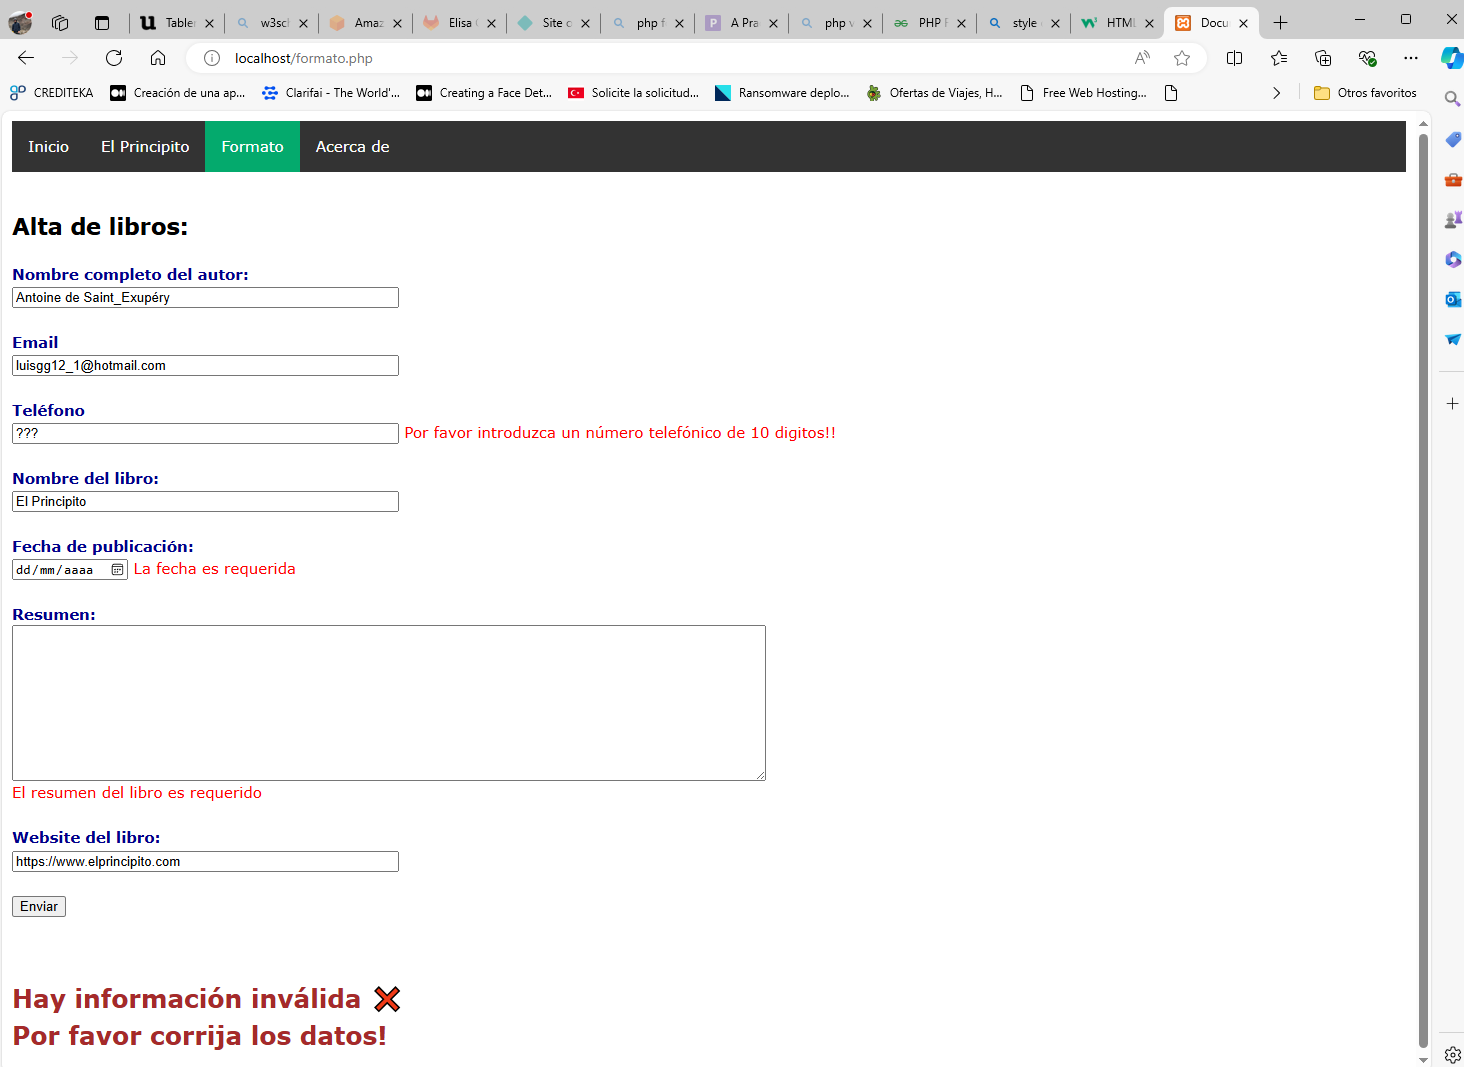 Table
w3scl
Amaz
Elisa
Site c
php f
A Pra
php v
PHP F
style
HTML
Docu
localhost/formato.php
CREDITEKA
Creación de una ap...
Clarifai - The World'...
Creating a Face Det...
Solicite la solicitud...
Ransomware deplo...
Ofertas de Viajes, H...
Free Web Hosting...
Otros favoritos
Inicio
El Principito
Formato
Acerca de
Alta de libros:
Nombre completo del autor:
Antoine de Saint_Exupéry
Email
luisgg12_1@hotmail.com
Teléfono
??? Por favor introduzca un número telefónico de 10 digitos!!
Nombre del libro:
El Principito
Fecha de publicación:
dd/mm/aaaa La fecha es requerida
Resumen:
El resumen del libro es requerido
Website del libro:
https://www.elprincipito.com
Enviar
Hay información inválida ❌
Por favor corrija los datos!